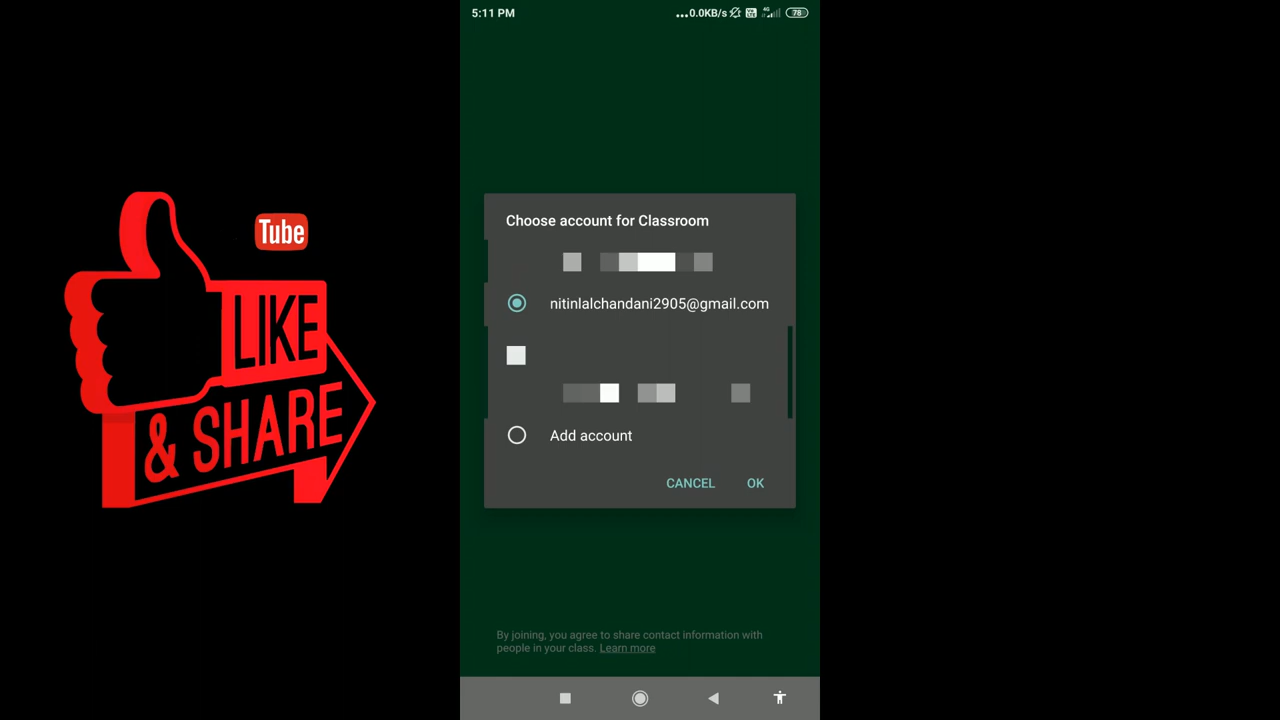 5:11 PM
...0.0KB/s
4G
78
Tube
LIKE
& SHARE
Choose account for Classroom
nitinlalchandani2905@gmail.com
Add account
CANCEL
OK
By joining, you agree to share contact information with
people in your class. Learn more